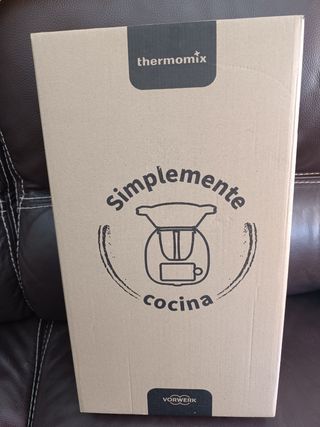 thermomix
Simplemente
cocina
VORWERK